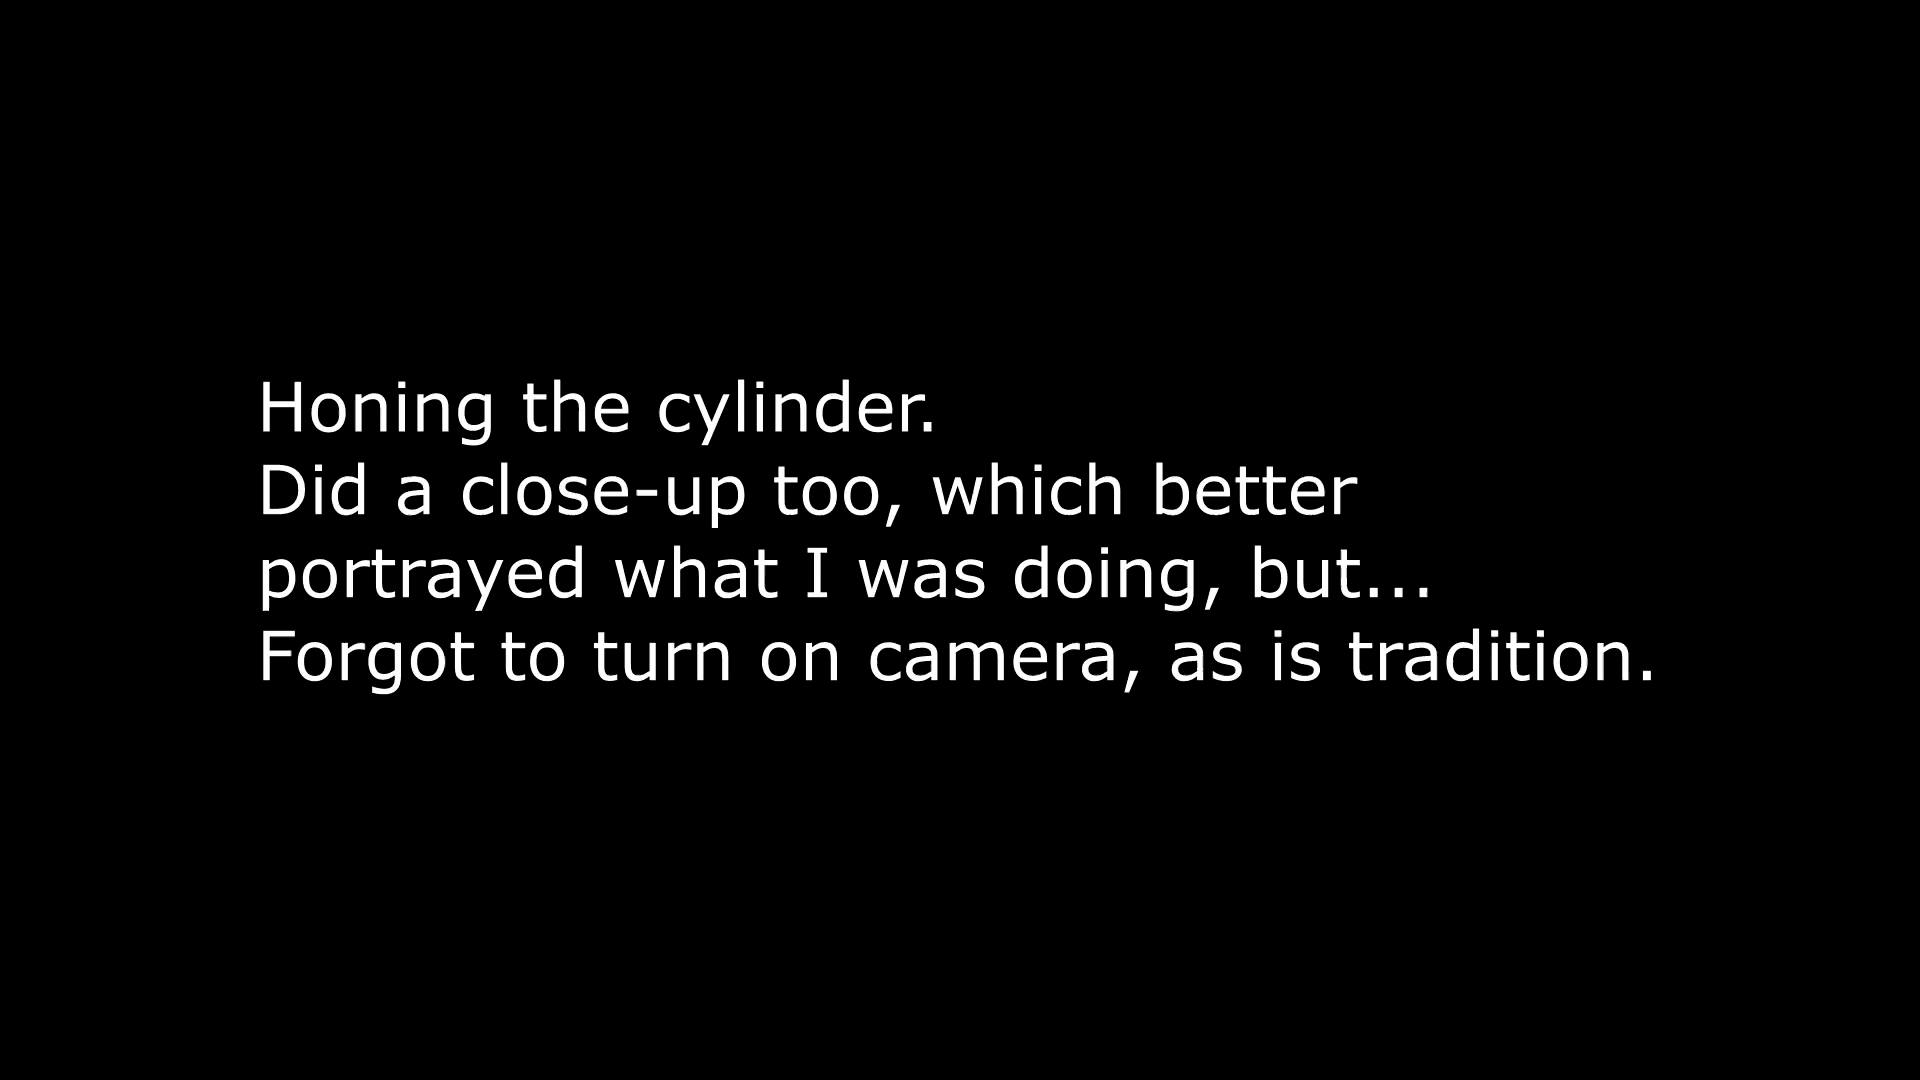 Honing the cylinder.
Did a close-up too, which better
portrayed what I was doing, but...
Forgot to turn on camera, as is tradition.